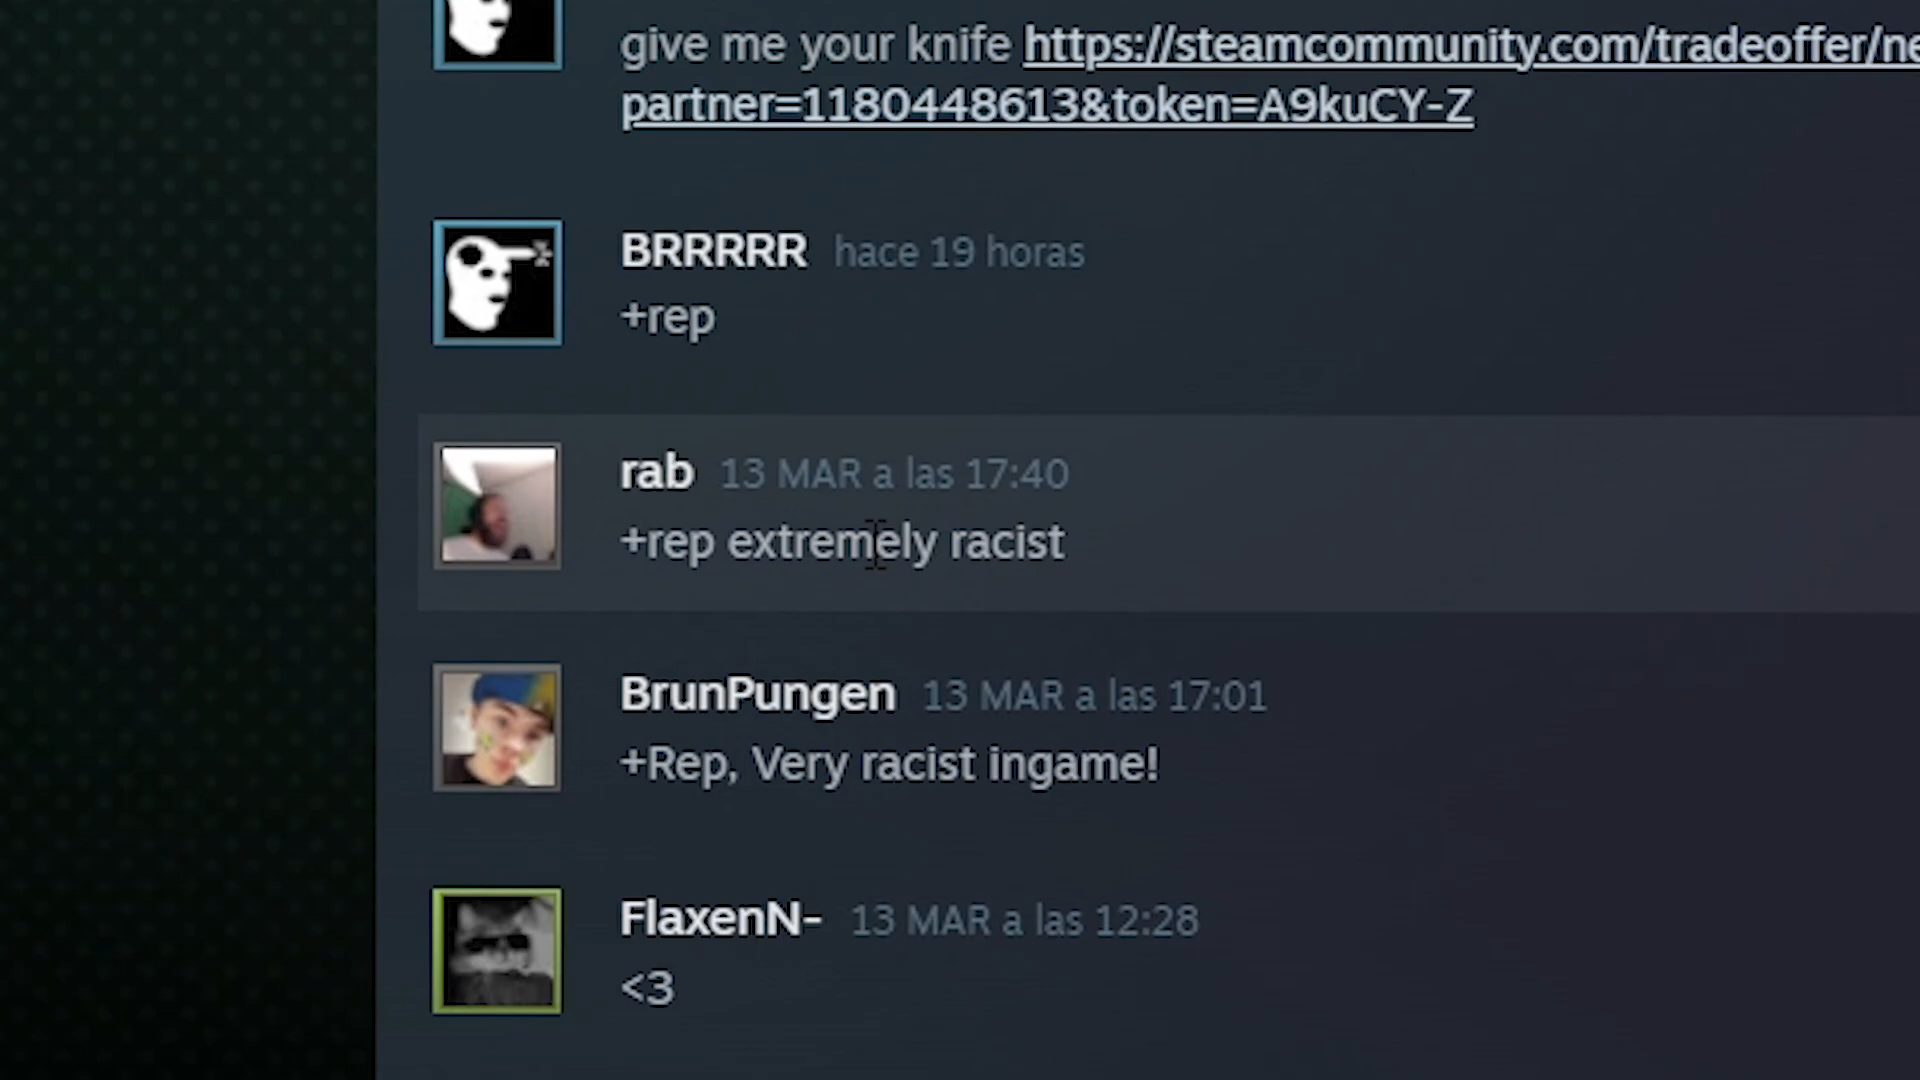 give me your knife https://steamcommunity.com/tradeoffer/ne
partner=1180448613&token=A9kuCY-Z
BRRRRR hace 19 horas
+rep
rab 13 MAR a las 17:40
+rep extremely racist
BrunPungen 13 MAR a las 17:01
+Rep, Very racist ingame!
FlaxenN- 13 MAR a las 12:28
<3